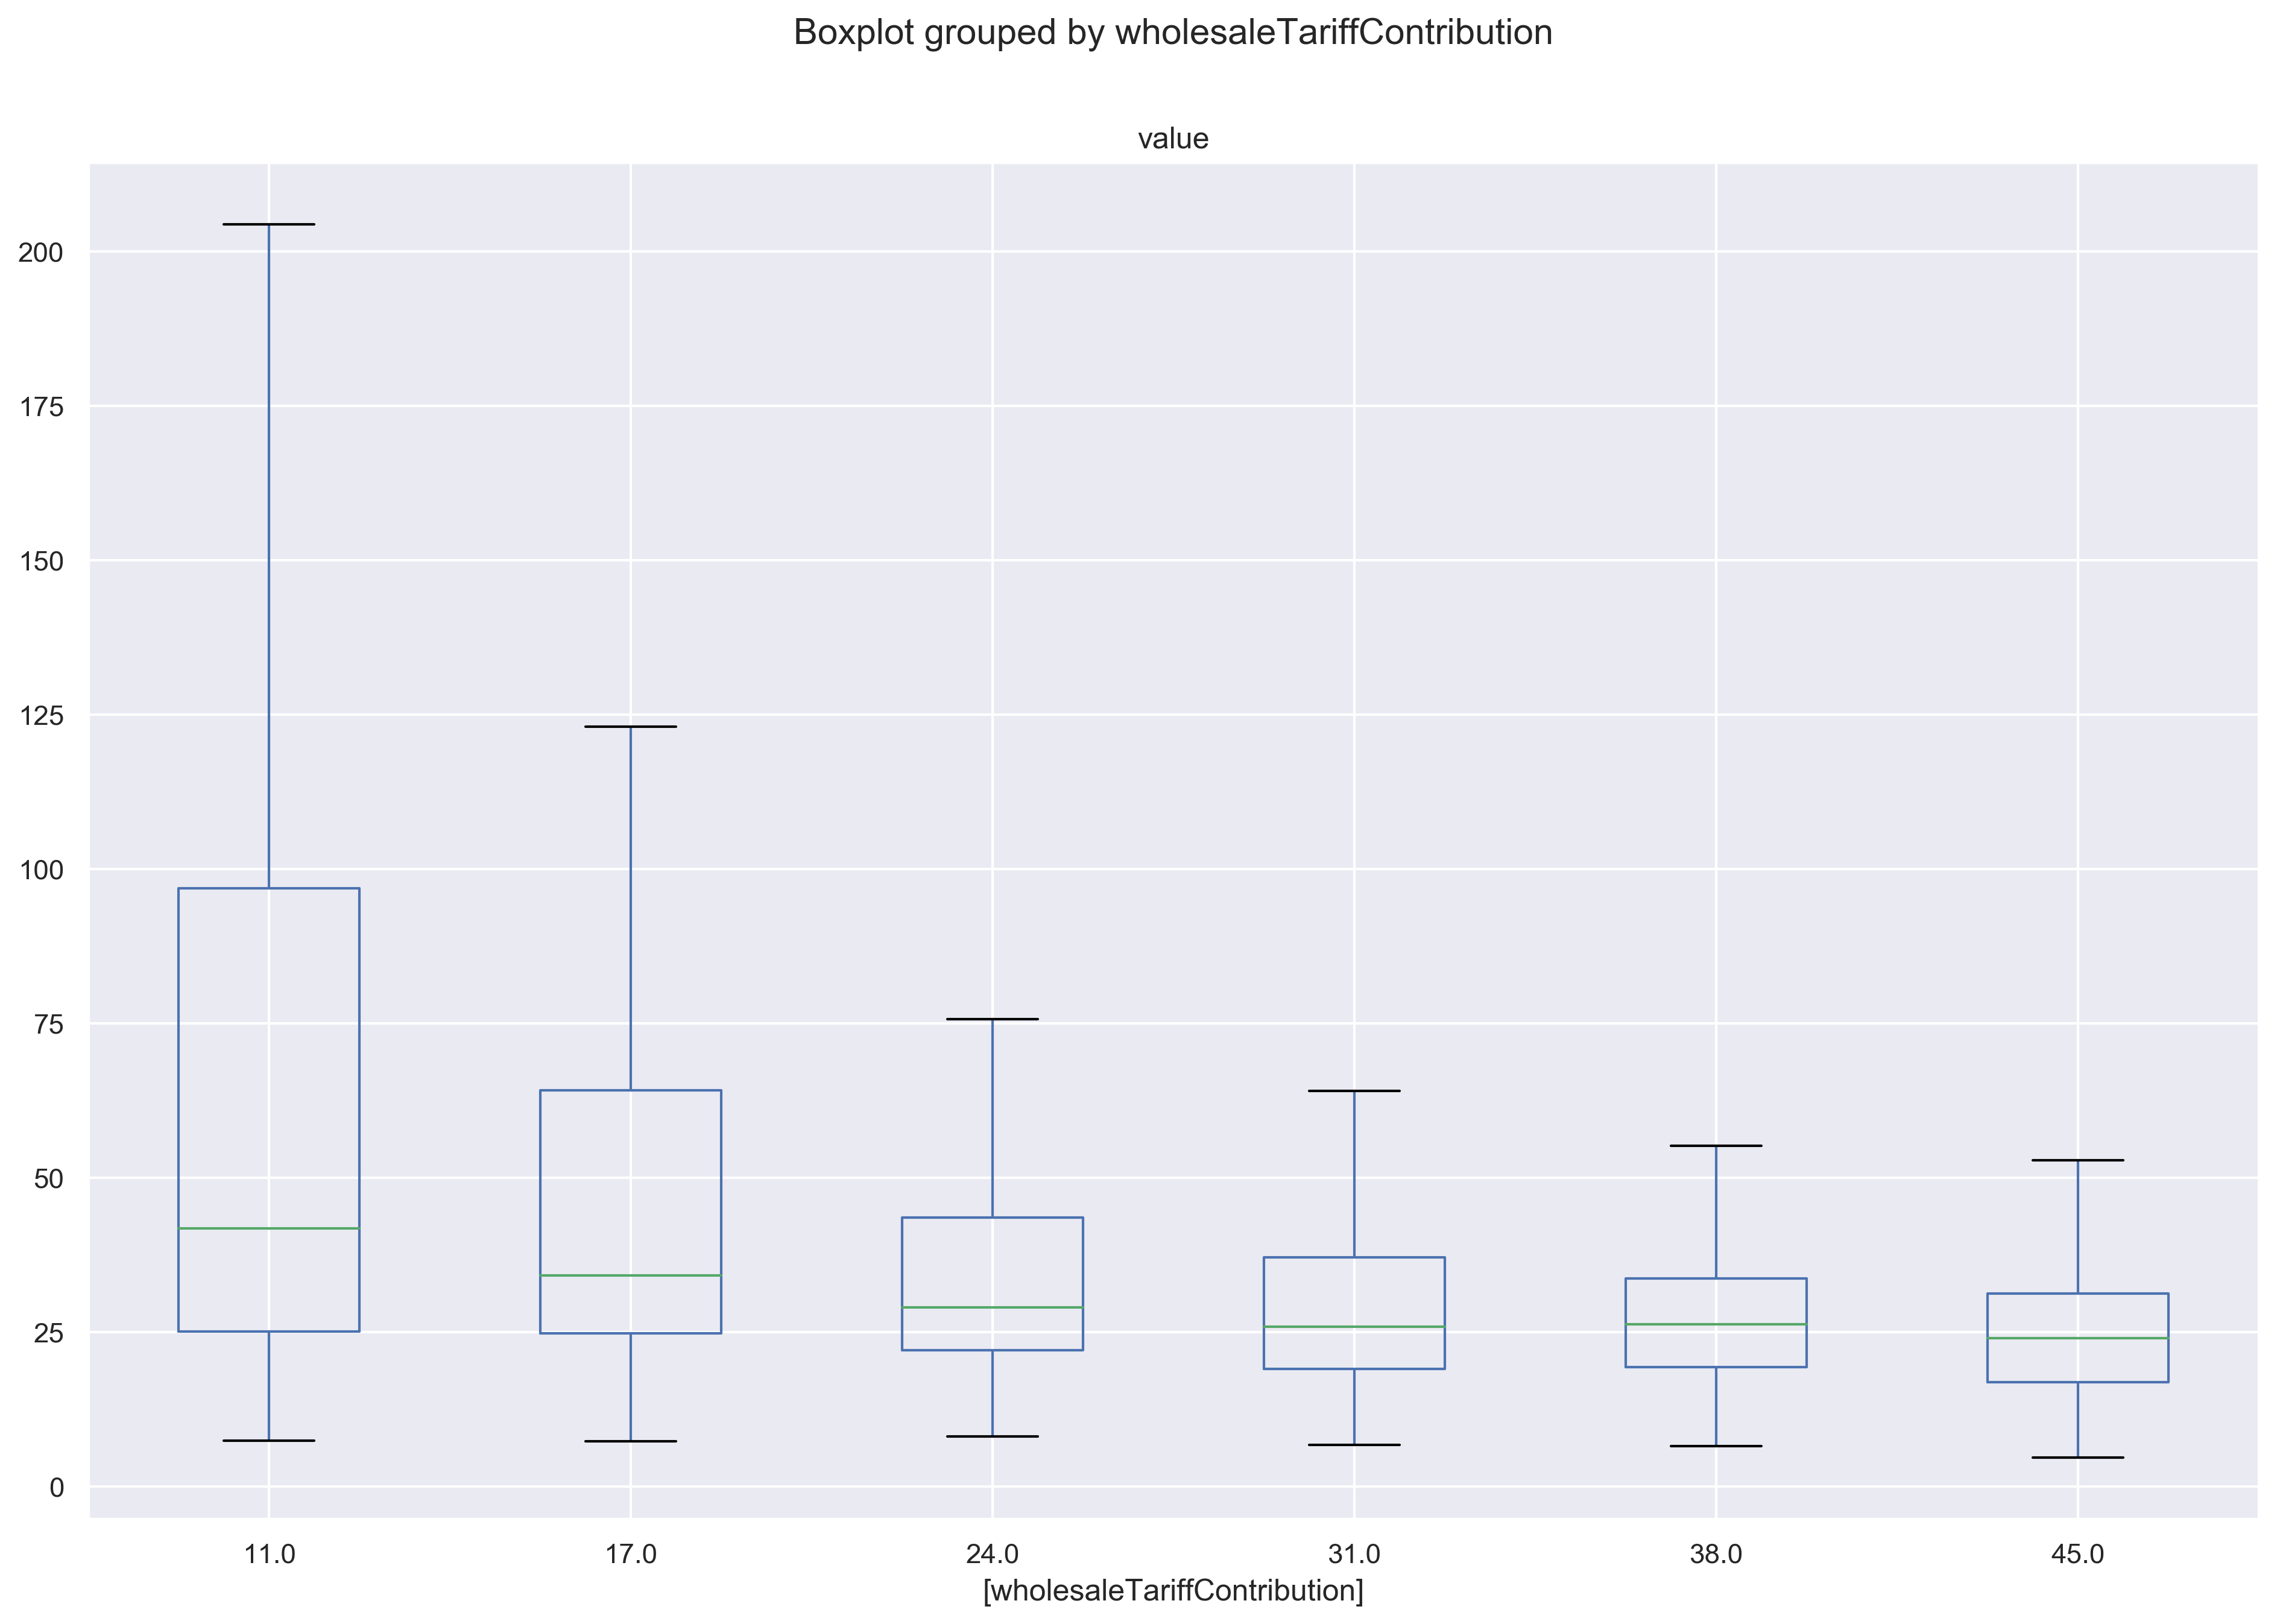 Boxplot grouped by wholesaleTariffContribution
value
200
175
150
125
100
75
50
25
0
11.0 17.0 24.0 31.0 38.0 45.0
[wholesaleTariffContribution]